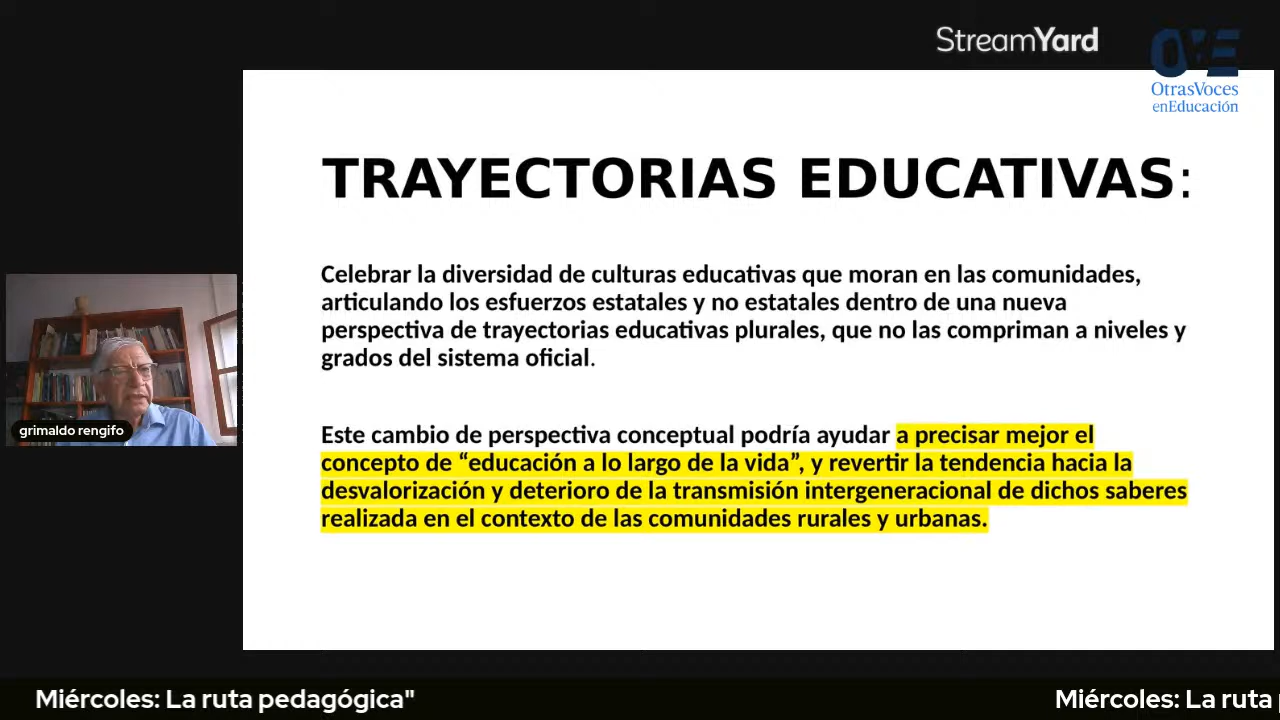 StreamYard
OVE
OtrasVoces
enEducación
TRAYECTORIAS EDUCATIVAS:
Celebrar la diversidad de culturas educativas que moran en las comunidades,
articulando los esfuerzos estatales y no estatales dentro de una nueva
perspectiva de trayectorias educativas plurales, que no las compriman a niveles y
grados del sistema oficial.
Este cambio de perspectiva conceptual podría ayudar a precisar mejor el
concepto de “educación a lo largo de la vida”, y revertir la tendencia hacia la
desvalorización y deterioro de la transmisión intergeneracional de dichos saberes
realizada en el contexto de las comunidades rurales y urbanas.
grimaldo rengifo
Miércoles: La ruta pedagógica"
Miércoles: La ruta